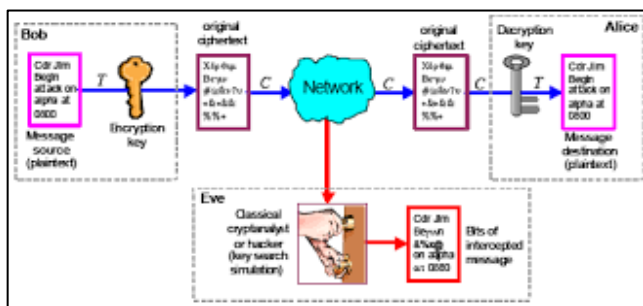 Bob
Cdr Jim
Begin
attack on
alpha at
0800
T
Encryption
key
Message
source
(plaintext)
original
ciphertext
C
Network
C
original
ciphertext
C
Alice
Decryption
key
T
Cdr Jim
Begin
attack on
alpha at
0800
Message
destination
(plaintext)
Eve
Classical
cryptanalyst
or hacker
(key search
simulation)
Cdr Jim
on alpha
Bits of
intercepted
message